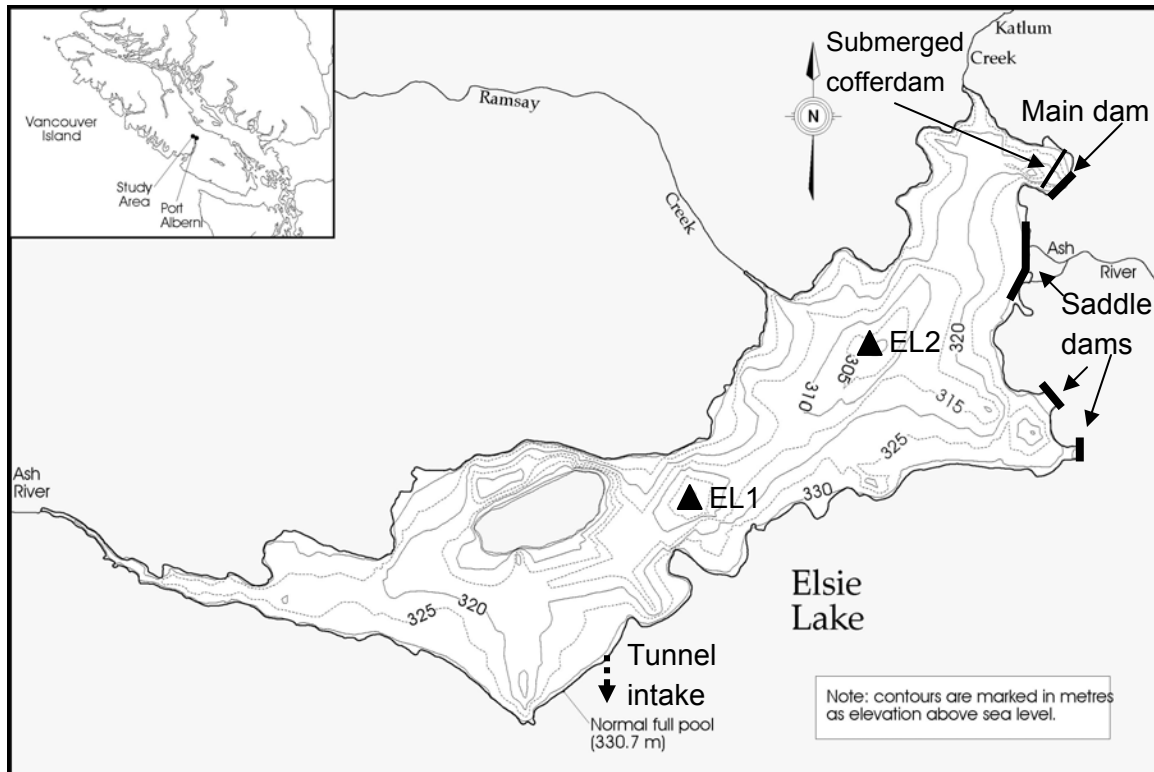 Vancouver
Island
Study
Area
Port
Alberni
Ramsay
Creek
N
Katlum
Creek
Submerged
cofferdam
Main dam
Ash
River
Saddle
dams
EL2
320
305
310
315
325
330
EL1
Ash
River
325
320
Elsie
Lake
Tunnel
intake
Normal full pool
(330.7 m)
Note: contours are marked in metres
as elevation above sea level.